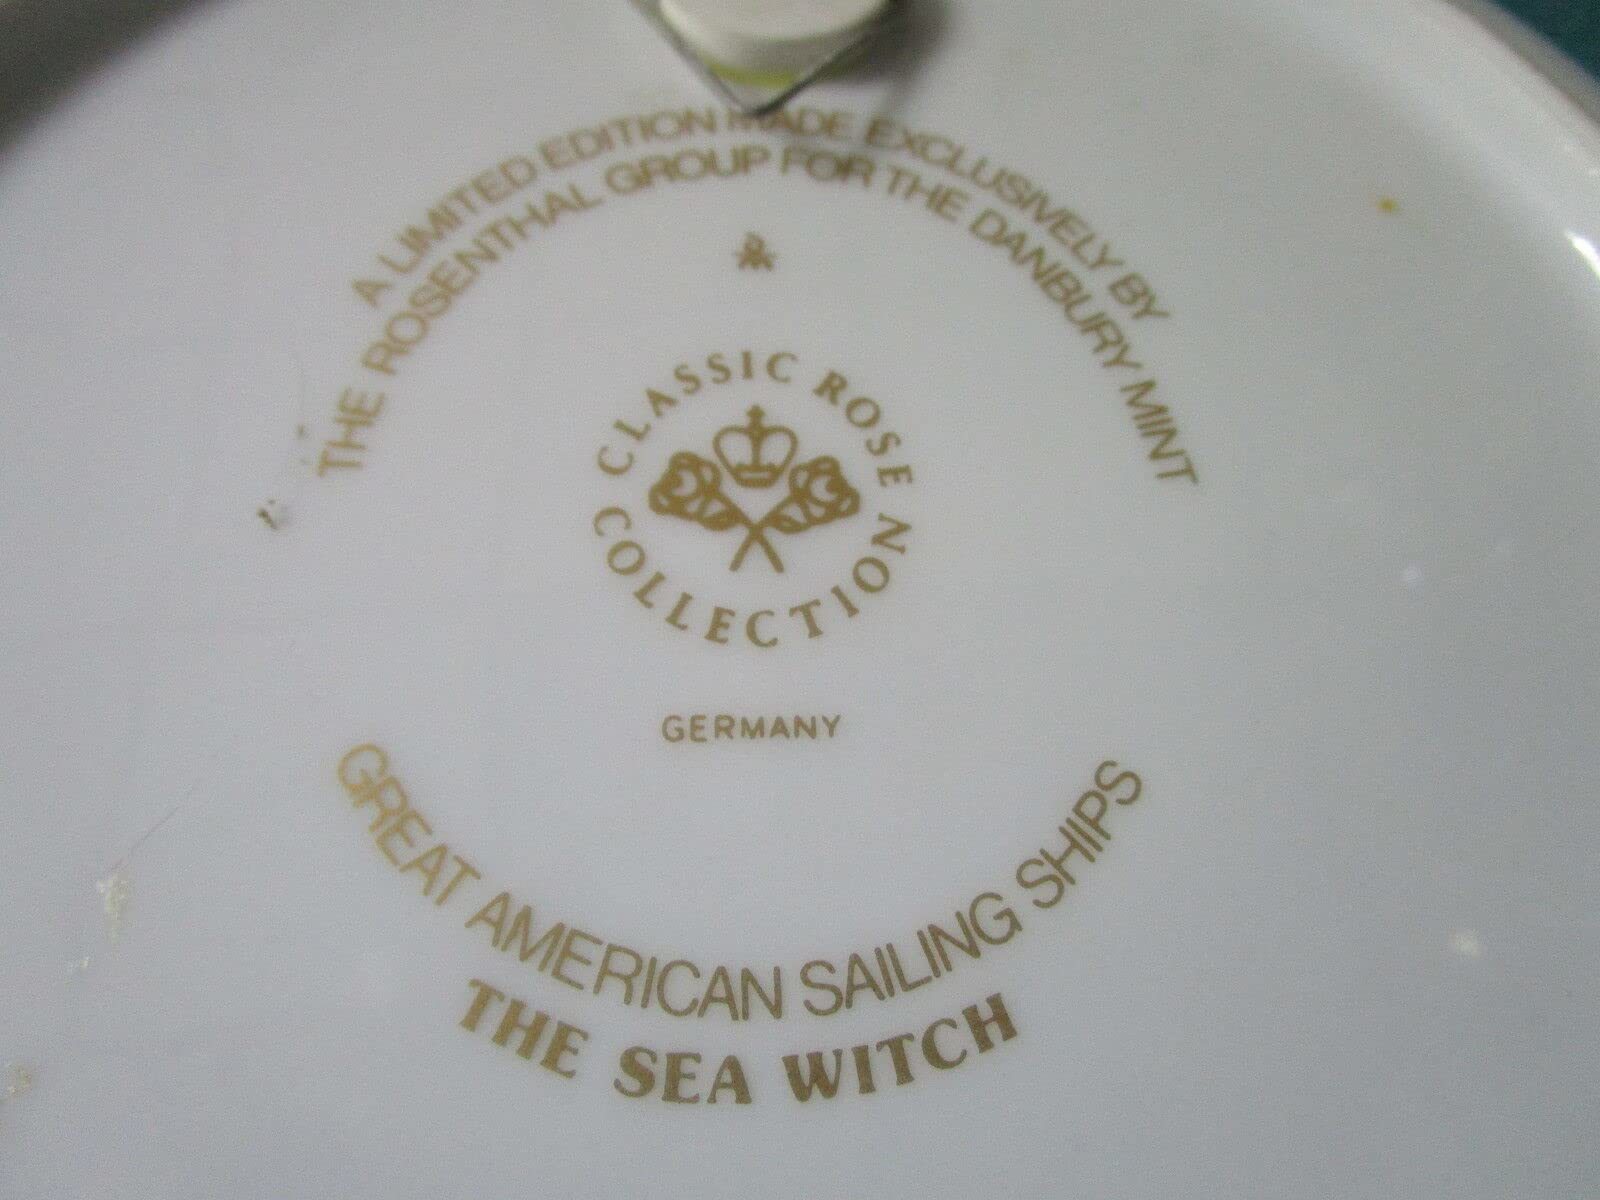 A LIMITED EDITION MADE EXCLUSIVELY BY
THE ROSENTHAL GROUP FOR THE DANBURY MINT
CLASSIC ROSE
COLLECTION
GERMANY
GREAT AMERICAN SAILING SHIPS
THE SEA WITCH